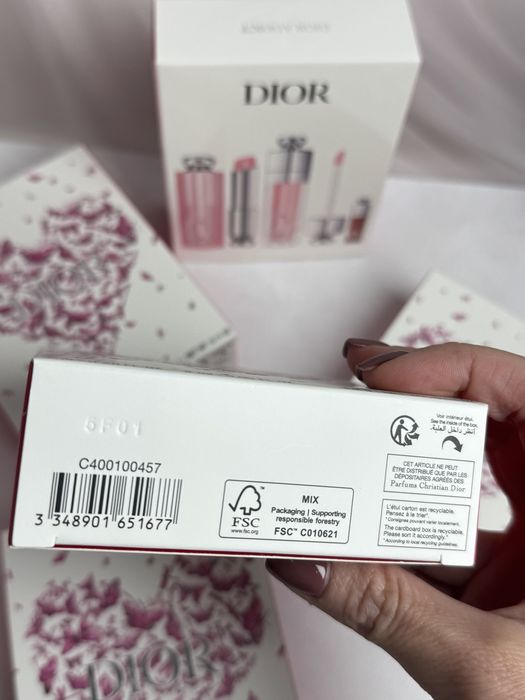 DIOR
DIOR
5F01
C400100457
3 348901 651677
FSC
www.fsc.org
MIX
Packaging | Supporting
responsible forestry
FSC™ C010621
Voir intérieur étui.
See the inside of the box.
أنظر داخل العلبة.
CET ARTICLE NE PEUT
ÊTRE DISTRIBUÉ QUE PAR LES
DÉPOSITAIRES AGRÉÉS DES
Parfums Christian Dior
L'étui carton est recyclable.
Pensez à le trier*.
*Consignes pouvant varier localement.
The cardboard box is recyclable.
Please sort it accordingly.*
*According to local recycling guidelines.
DIOR